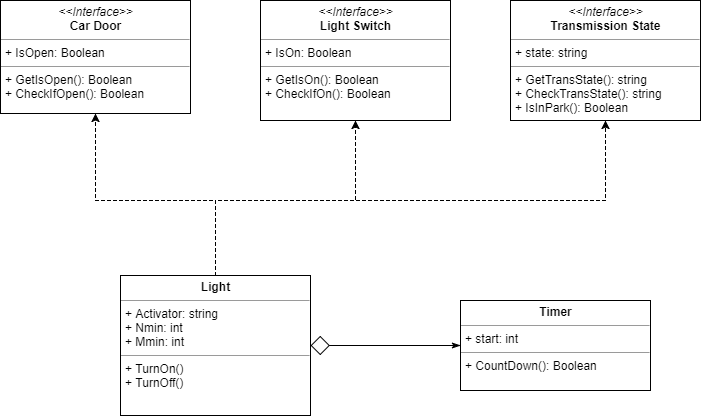 <<Interface>>
Car Door
+ IsOpen: Boolean
+ GetIsOpen(): Boolean
+ CheckIfOpen(): Boolean
<<Interface>>
Light Switch
+ IsOn: Boolean
+ GetIsOn(): Boolean
+ CheckIfOn(): Boolean
<<Interface>>
Transmission State
+ state: string
+ GetTransState(): string
+ CheckTransState(): string
+ IsInPark(): Boolean
Light
+ Activator: string
+ Nmin: int
+ Mmin: int
+ TurnOn()
+ TurnOff()
Timer
+ start: int
+ CountDown(): Boolean